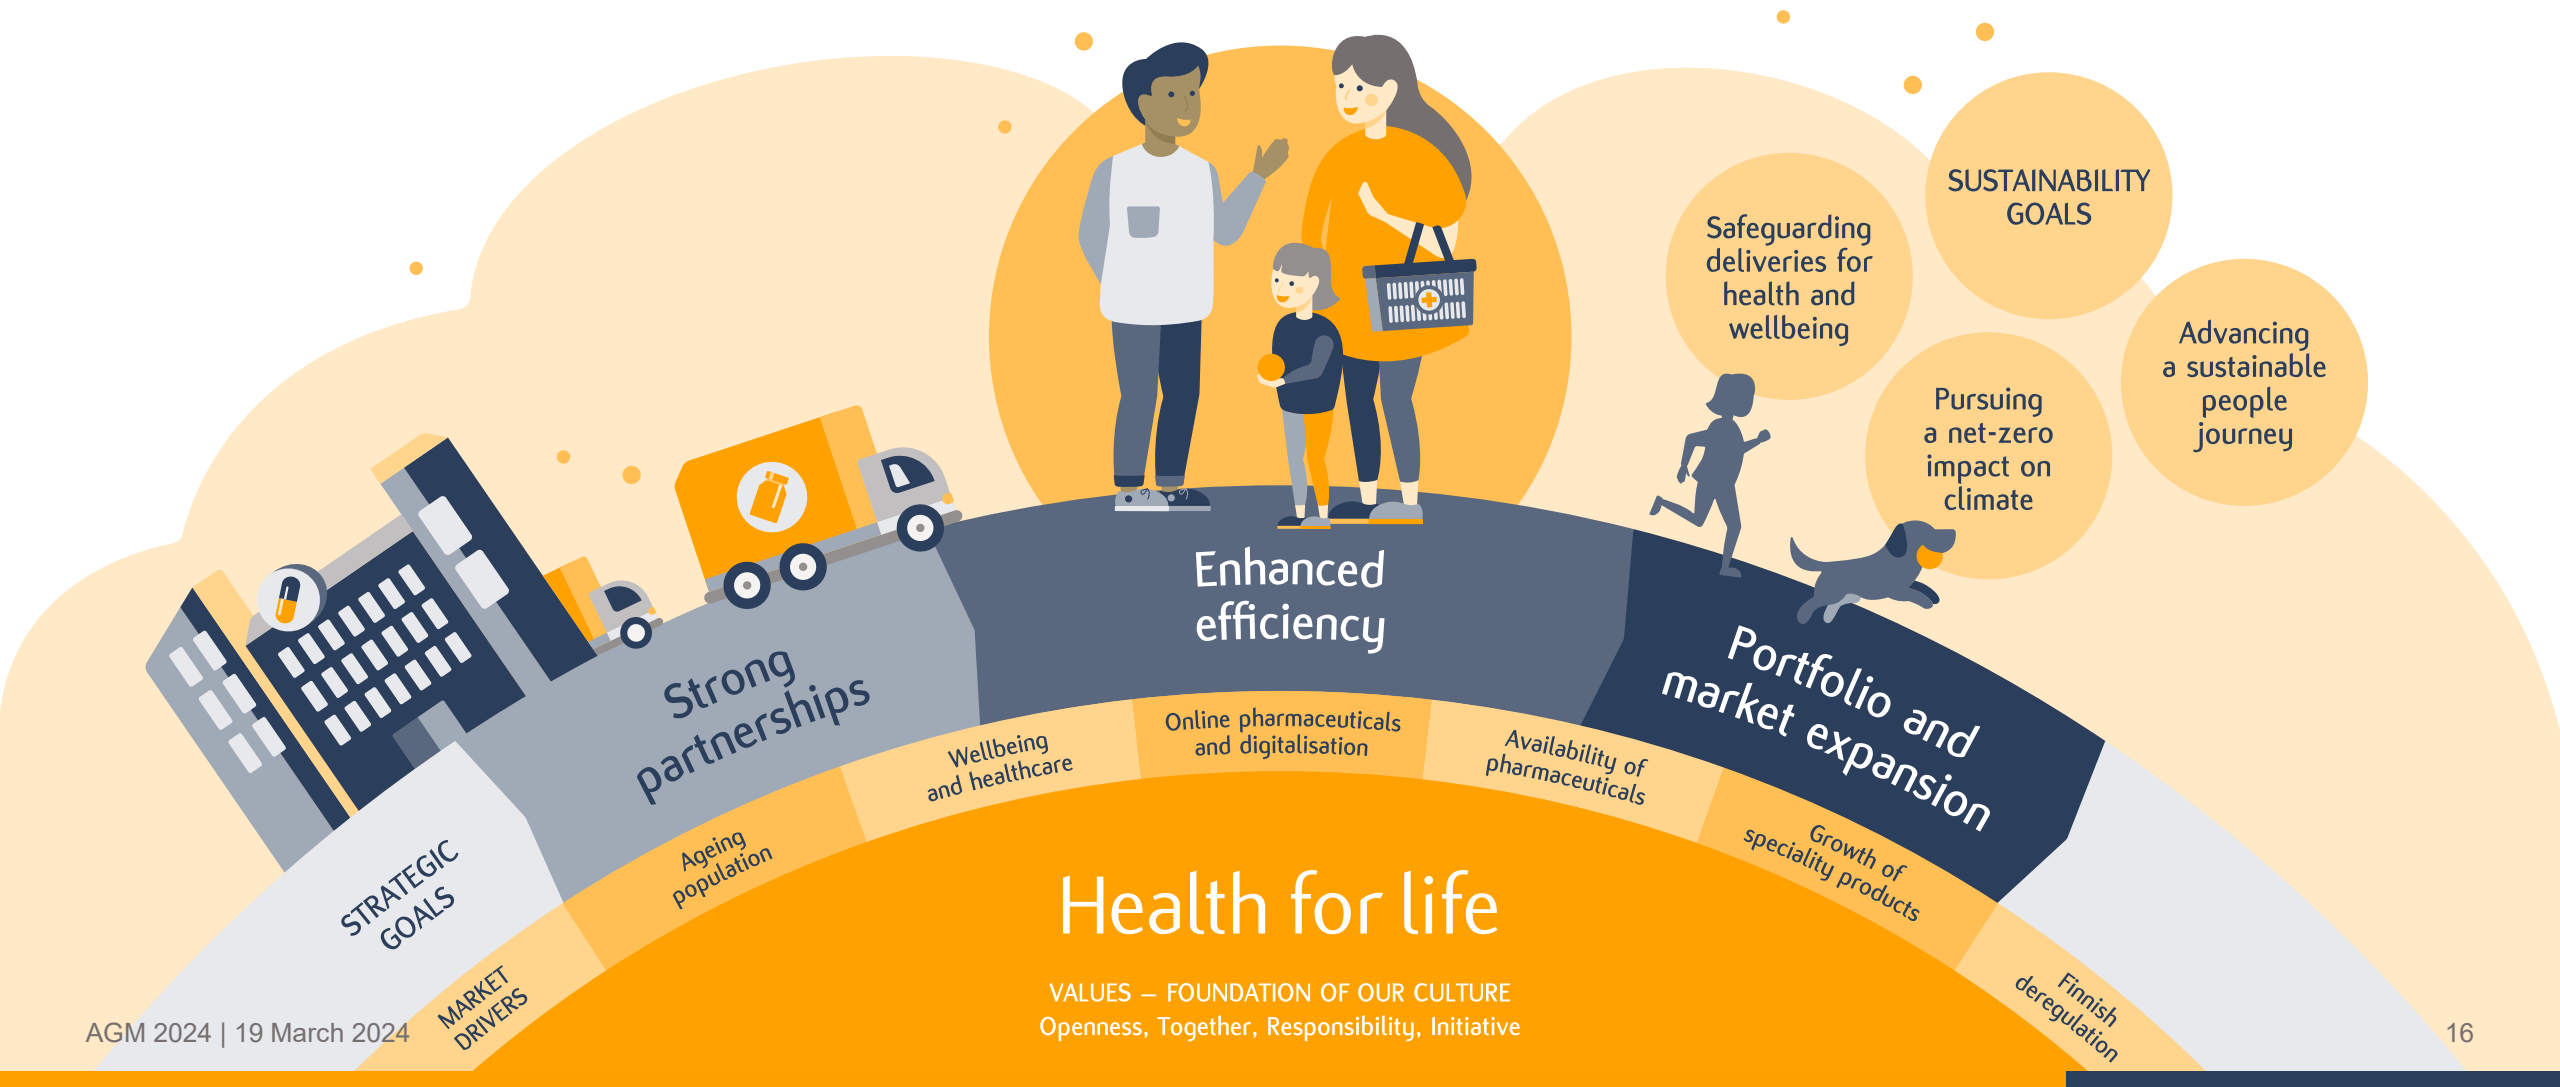 SUSTAINABILITY
GOALS
Safeguarding
deliveries for
health and
wellbeing
Pursuing
a net-zero
impact on
climate
Advancing
a sustainable
people
journey
STRATEGIC
GOALS
Strong
partnerships
Enhanced
efficiency
Portfolio and
market expansion
MARKET
DRIVERS
Ageing
population
Wellbeing
and healthcare
Online pharmaceuticals
and digitalisation
Availability of
pharmaceuticals
Growth of
speciality products
Finnish
deregulation
Health for life
VALUES – FOUNDATION OF OUR CULTURE
Openness, Together, Responsibility, Initiative
AGM 2024 | 19 March 2024
16